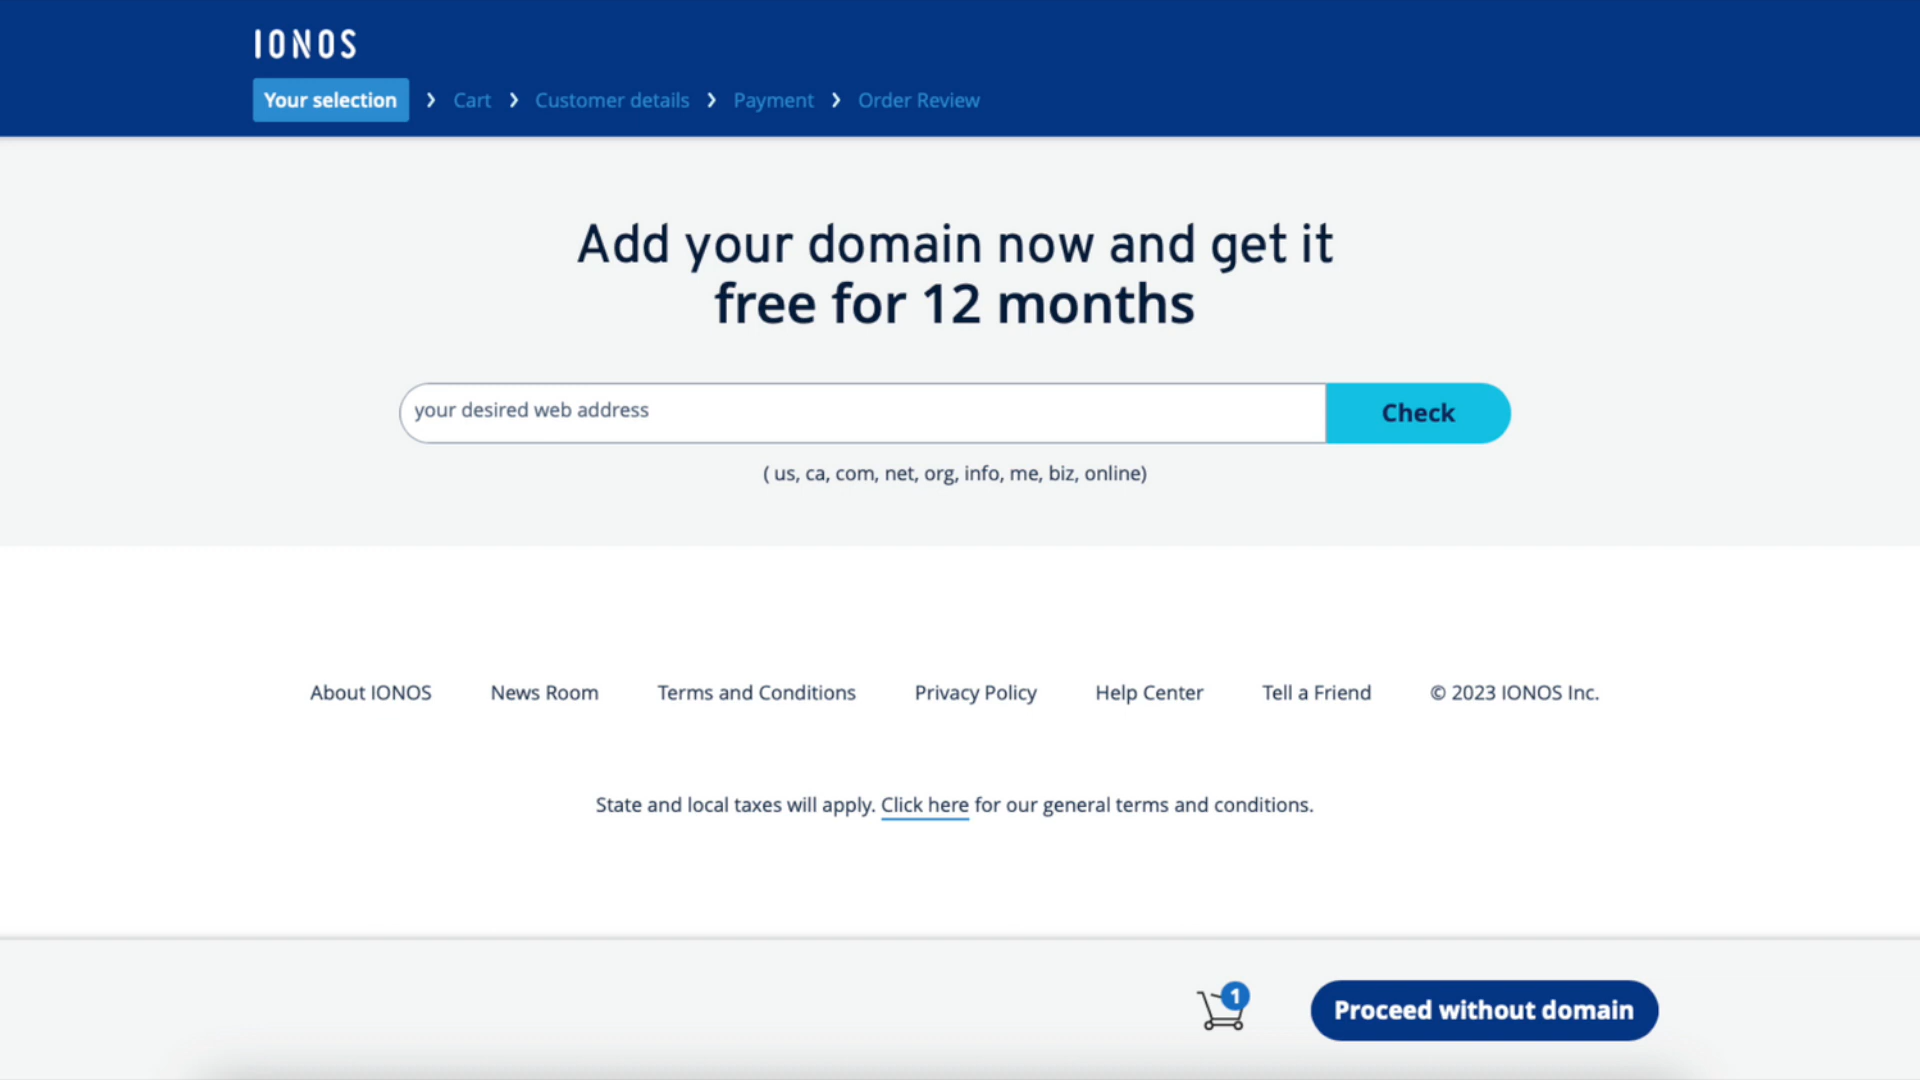 IONOS
Your selection > Cart > Customer details > Payment > Order Review
Add your domain now and get it
free for 12 months
your desired web address
Check
( us, ca, com, net, org, info, me, biz, online)
About IONOS News Room Terms and Conditions Privacy Policy Help Center Tell a Friend © 2023 IONOS Inc.
State and local taxes will apply. Click here for our general terms and conditions.
1
Proceed without domain